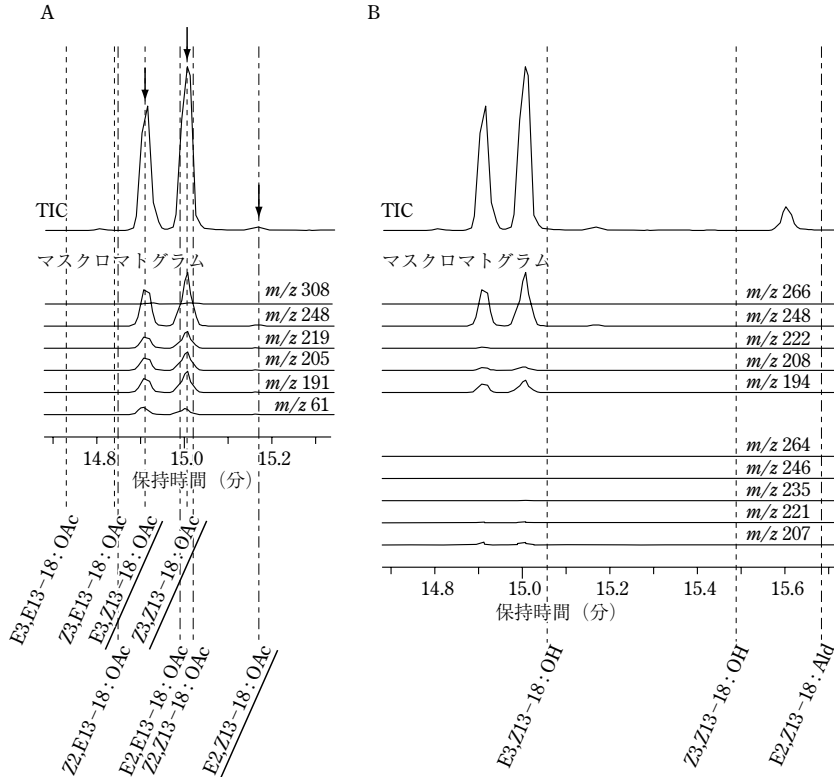 A
TIC
マスクロマトグラム
m/z 308
m/z 248
m/z 219
m/z 205
m/z 191
m/z 61
14.8 15.0 15.2
保持時間（分）
E3,E13−18:OAc
Z3,E13−18:OAc
E3,Z13−18:OAc
Z3,Z13−18:OAc
Z2,E13−18:OAc
E2,E13−18:OAc
Z2,Z13−18:OAc
E2,Z13−18:OAc
B
TIC
マスクロマトグラム
m/z 266
m/z 248
m/z 222
m/z 208
m/z 194
m/z 264
m/z 246
m/z 235
m/z 221
m/z 207
14.8 15.0 15.2 15.4 15.6
保持時間（分）
E3,Z13−18:OH
Z3,Z13−18:OH
E2,Z13−18:Ald